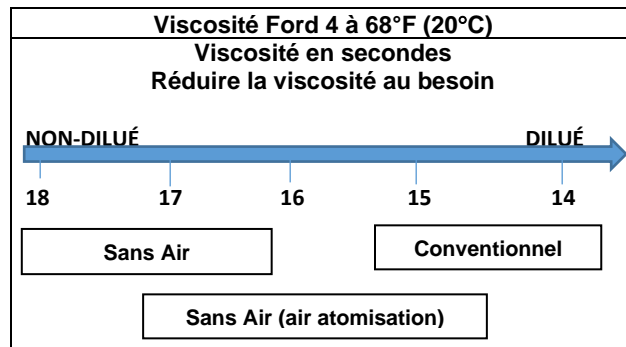 Viscosité Ford 4 à 68°F (20°C)
Viscosité en secondes
Réduire la viscosité au besoin
NON-DILUÉ DILUÉ
18 17 16 15 14
Sans Air Conventionnel
Sans Air (air atomisation)